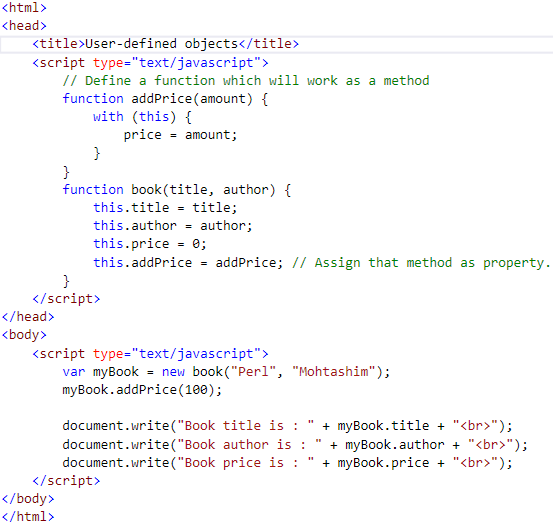 <html>
<head>
    <title>User-defined objects</title>
    <script type="text/javascript">
        // Define a function which will work as a method
        function addPrice(amount) {
            with (this) {
                price = amount;
            }
        }
        function book(title, author) {
            this.title = title;
            this.author = author;
            this.price = 0;
            this.addPrice = addPrice; // Assign that method as property.
        }
    </script>
</head>
<body>
    <script type="text/javascript">
        var myBook = new book("Perl", "Mohtashim");
        myBook.addPrice(100);

        document.write("Book title is : " + myBook.title + "<br>");
        document.write("Book author is : " + myBook.author + "<br>");
        document.write("Book price is : " + myBook.price + "<br>");
    </script>
</body>
</html>